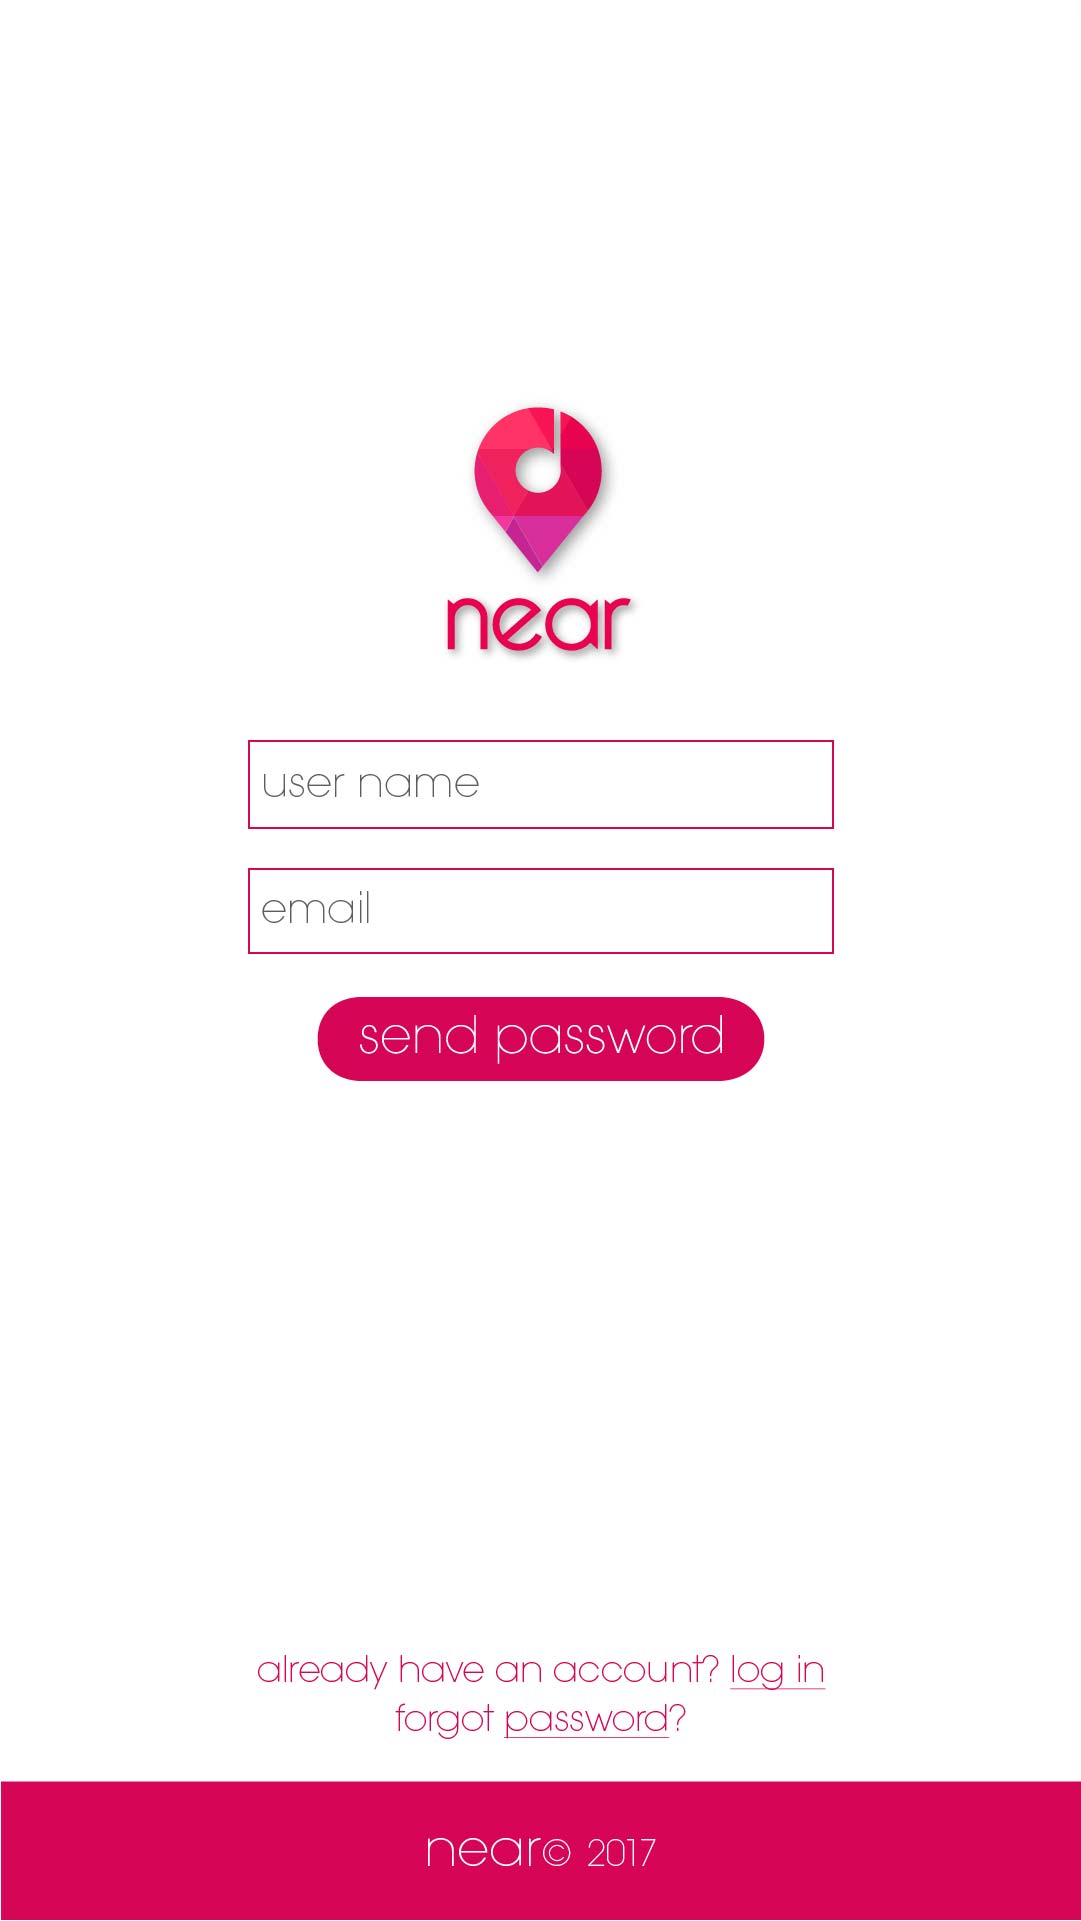 near
user name
email
send password
already have an account? log in
forgot password?
near© 2017